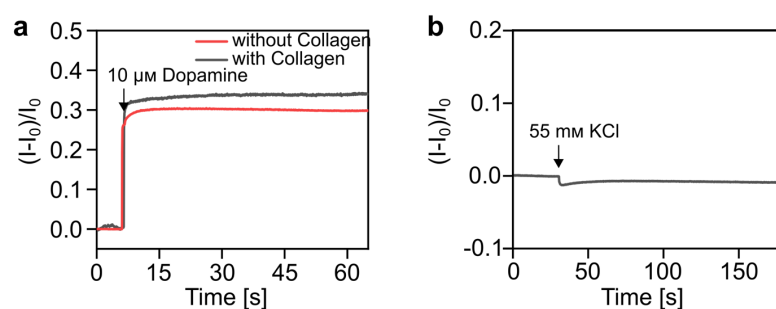 a
0.5
0.4
0.3
0.2
0.1
0.0
(I-I₀)/I₀
without Collagen
with Collagen
10 µM Dopamine
0
15
30
45
60
Time [s]
b
0.2
0.1
0.0
-0.1
(I-I₀)/I₀
55 mM KCl
0
50
100
150
Time [s]